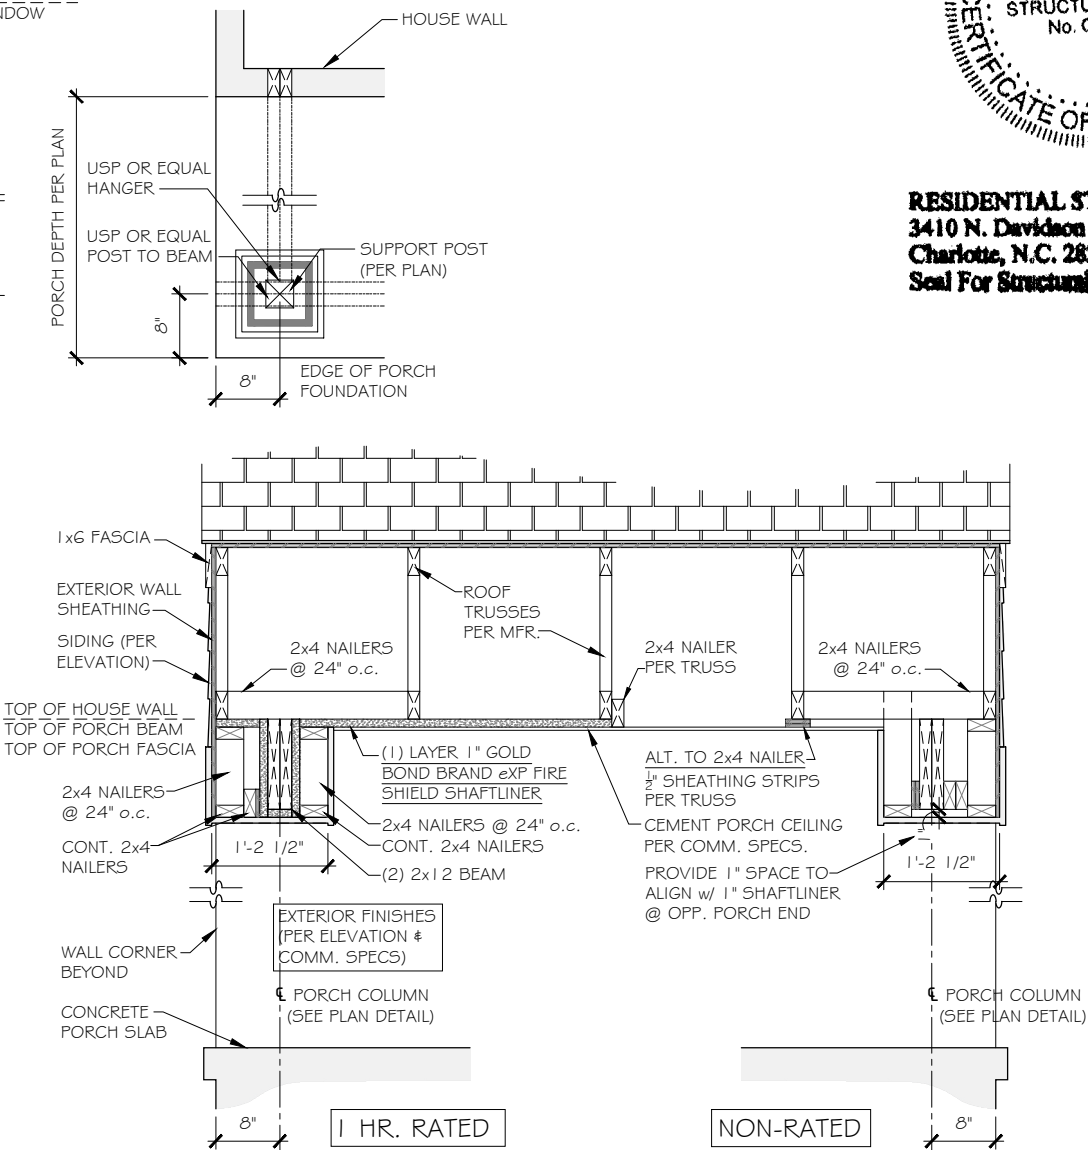 HOUSE WALL
PORCH DEPTH PER PLAN
USP OR EQUAL
HANGER
USP OR EQUAL
POST TO BEAM
SUPPORT POST
(PER PLAN)
8"
8"
EDGE OF PORCH
FOUNDATION
No.
RESIDENTIAL
3410 N. Davidson
Charlotte, N.C.
Seal For Structural
1x6 FASCIA
EXTERIOR WALL
SHEATHING
SIDING (PER
ELEVATION)
TOP OF HOUSE WALL
TOP OF PORCH BEAM
TOP OF PORCH FASCIA
2x4 NAILERS
@ 24" o.c.
ROOF
TRUSSES
PER MFR.
2x4 NAILER
PER TRUSS
2x4 NAILERS
@ 24" o.c.
2x4 NAILERS
@ 24" o.c.
CONT. 2x4
NAILERS
1'-2 1/2"
(1) LAYER 1" GOLD
BOND BRAND eXP FIRE
SHIELD SHAFTLINER
2x4 NAILERS @ 24" o.c.
CONT. 2x4 NAILERS
(2) 2x12 BEAM
ALT. TO 2x4 NAILER
1/2" SHEATHING STRIPS
PER TRUSS
CEMENT PORCH CEILING
PER COMM. SPECS.
PROVIDE 1" SPACE TO
ALIGN w/ 1" SHAFTLINER
@ OPP. PORCH END
1"
1'-2 1/2"
EXTERIOR FINISHES
(PER ELEVATION &
COMM. SPECS)
WALL CORNER
BEYOND
CONCRETE
PORCH SLAB
℄ PORCH COLUMN
(SEE PLAN DETAIL)
℄ PORCH COLUMN
(SEE PLAN DETAIL)
8"
1 HR. RATED
NON-RATED
8"